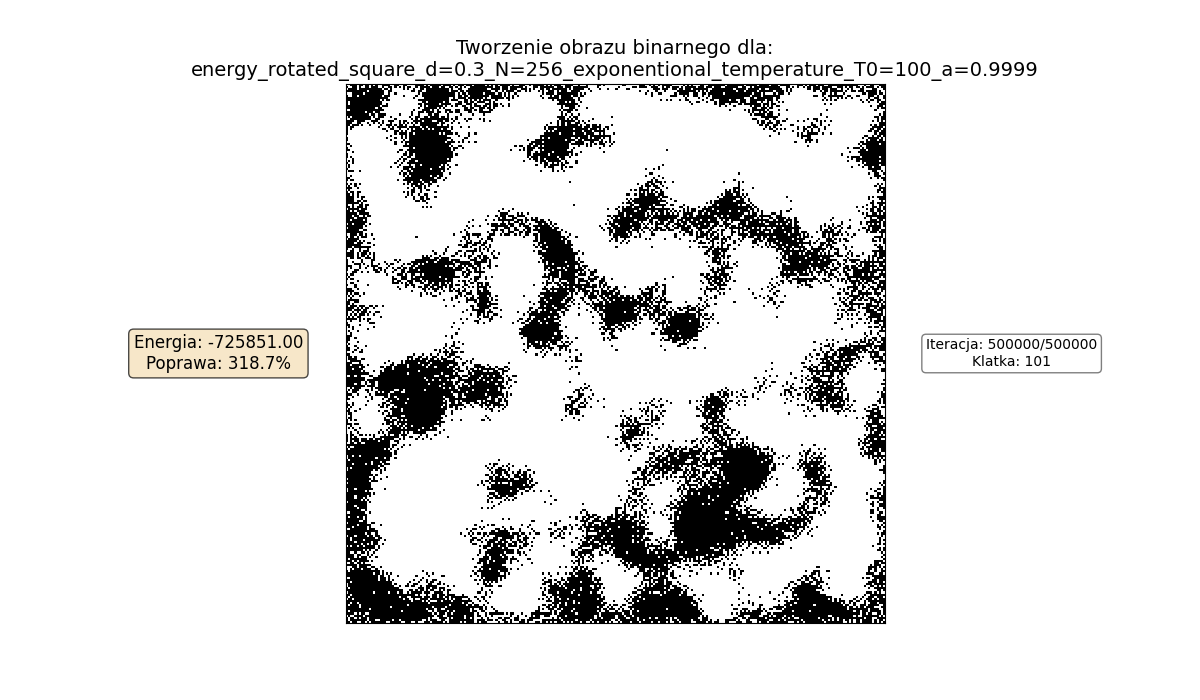 Tworzenie obrazu binarnego dla:
energy_rotated_square_d=0.3_N=256_exponentional_temperature_T0=100_a=0.9999
Energia: -725851.00
Poprawa: 318.7%
Iteracja: 500000/500000
Klatka: 101